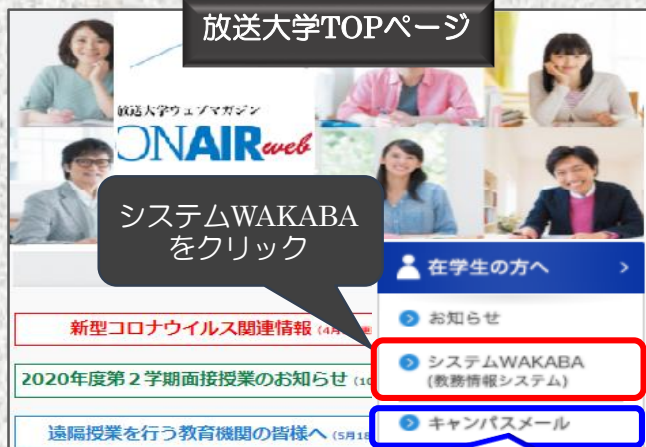 放送大学TOPページ
放送大学ウェブマガジン
ONAIRweb
システムWAKABA
をクリック
在学生の方へ >
お知らせ
新型コロナウイルス関連情報
システムWAKABA
(教務情報システム)
2020年度第2学期面接授業のお知らせ
キャンパスメール
遠隔授業を行う教育機関の皆様へ (5月18